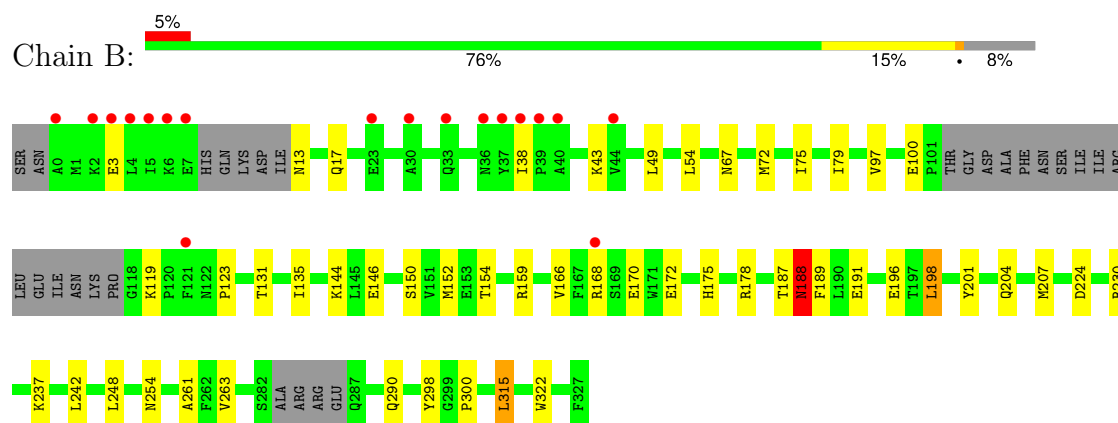 5%
Chain B:
76% 15% • 8%
SER ASN A0 M1 K2 E3 L4 I5 K6 E7 HIS GLN LYS ASP ILE N13 Q17 E23 A30 Q33 N36 Y37 I38 P39 A40 K43 V44 L49 L54 N67 M72 I75 I79 V97 E100 P101 THR GLY ASP ALA PHE ASN SER ILE ILE ARG
LEU GLU ILE ASN LYS PRO G118 K119 P120 F121 N122 P123 T131 I135 K144 L145 E146 S150 V151 M152 E153 T154 R159 V166 F167 R168 S169 E170 W171 E172 H175 R178 T187 N188 F189 L190 E191 E196 T197 L198 Y201 Q204 M207 D224
K237 L242 L248 N254 A261 F262 V263 S282 ALA ARG ARG GLU Q287 Q290 Y298 G299 P300 L315 W322 F327